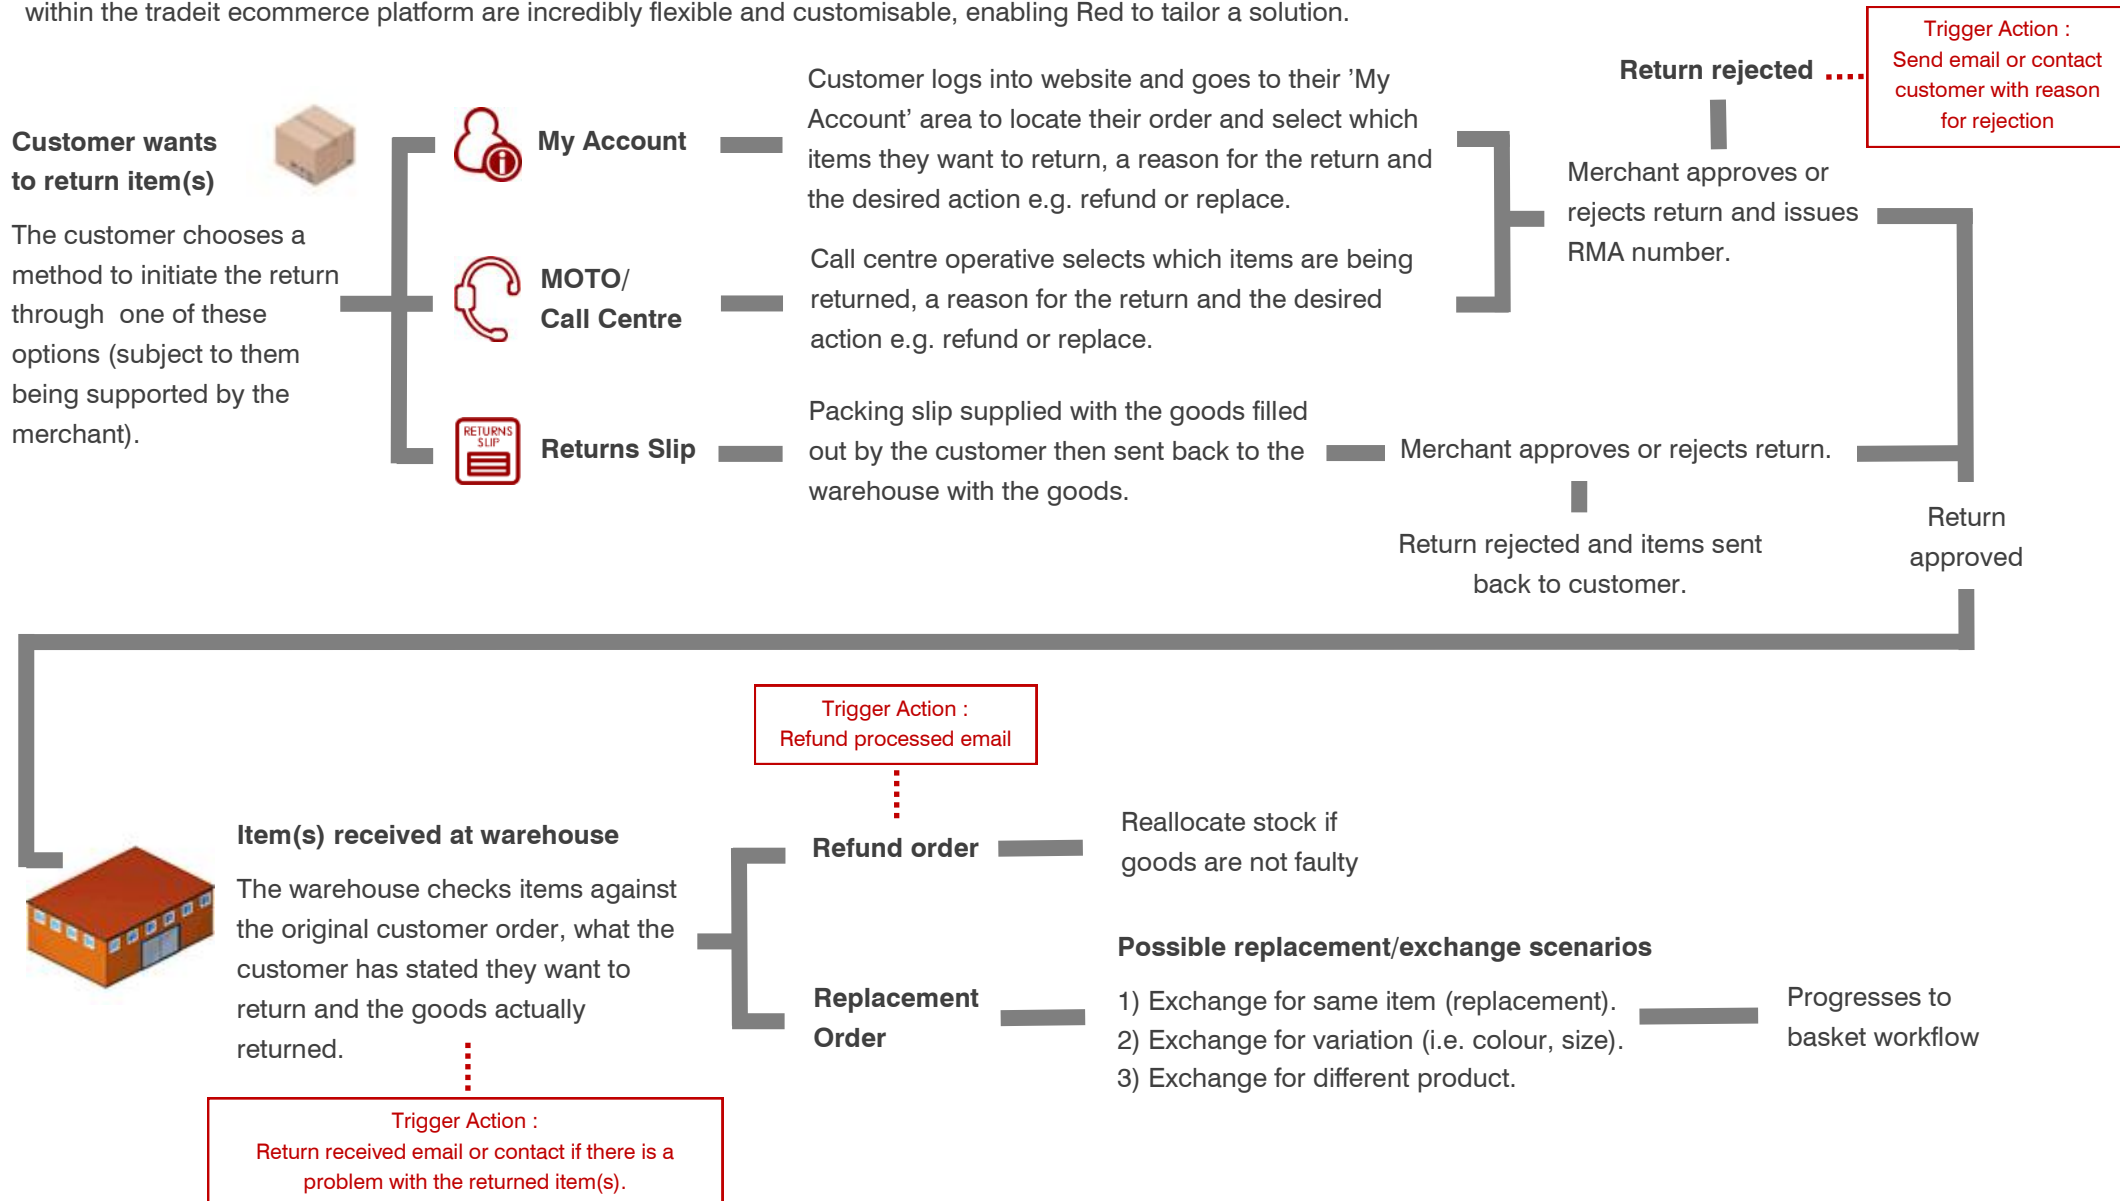 within the tradeit ecommerce platform are incredibly flexible and customisable, enabling Red to tailor a solution.
Customer wants
to return item(s)
The customer chooses a
method to initiate the return
through  one of these
options (subject to them
being supported by the
merchant).
My Account
Customer logs into website and goes to their ’My
Account’ area to locate their order and select which
items they want to return, a reason for the return and
the desired action e.g. refund or replace.
MOTO/
Call Centre
Call centre operative selects which items are being
returned, a reason for the return and the desired
action e.g. refund or replace.
RETURNS
SLIP
Returns Slip
Packing slip supplied with the goods filled
out by the customer then sent back to the
warehouse with the goods.
Return rejected
Trigger Action :
Send email or contact
customer with reason
for rejection
Merchant approves or
rejects return and issues
RMA number.
Merchant approves or rejects return.
Return rejected and items sent
back to customer.
Return
approved
Item(s) received at warehouse
The warehouse checks items against
the original customer order, what the
customer has stated they want to
return and the goods actually
returned.
Trigger Action :
Return received email or contact if there is a
problem with the returned item(s).
Trigger Action :
Refund processed email
Refund order
Reallocate stock if
goods are not faulty
Replacement
Order
Possible replacement/exchange scenarios
1) Exchange for same item (replacement).
2) Exchange for variation (i.e. colour, size).
3) Exchange for different product.
Progresses to
basket workflow